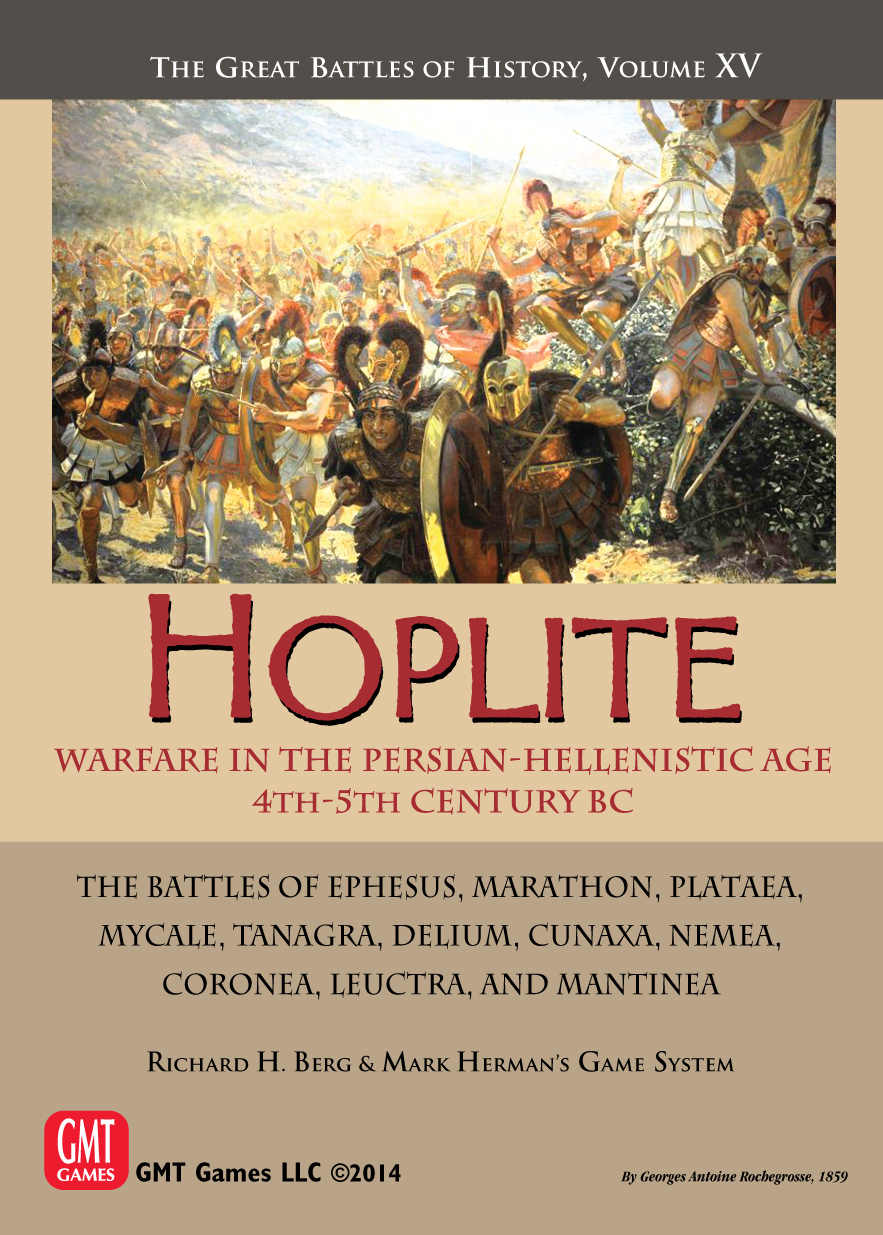 The Great Battles of History, Volume XV
Hoplite
Warfare in the Persian-Hellenistic Age
4th-5th Century BC
The Battles of Ephesus, Marathon, Plataea,
Mycale, Tanagra, Delium, Cunaxa, Nemea,
Coronea, Leuctra, and Mantinea
Richard H. Berg & Mark Herman's Game System
GMT
GAMES
GMT Games LLC ©2014
By Georges Antoine Rochegrosse, 1859